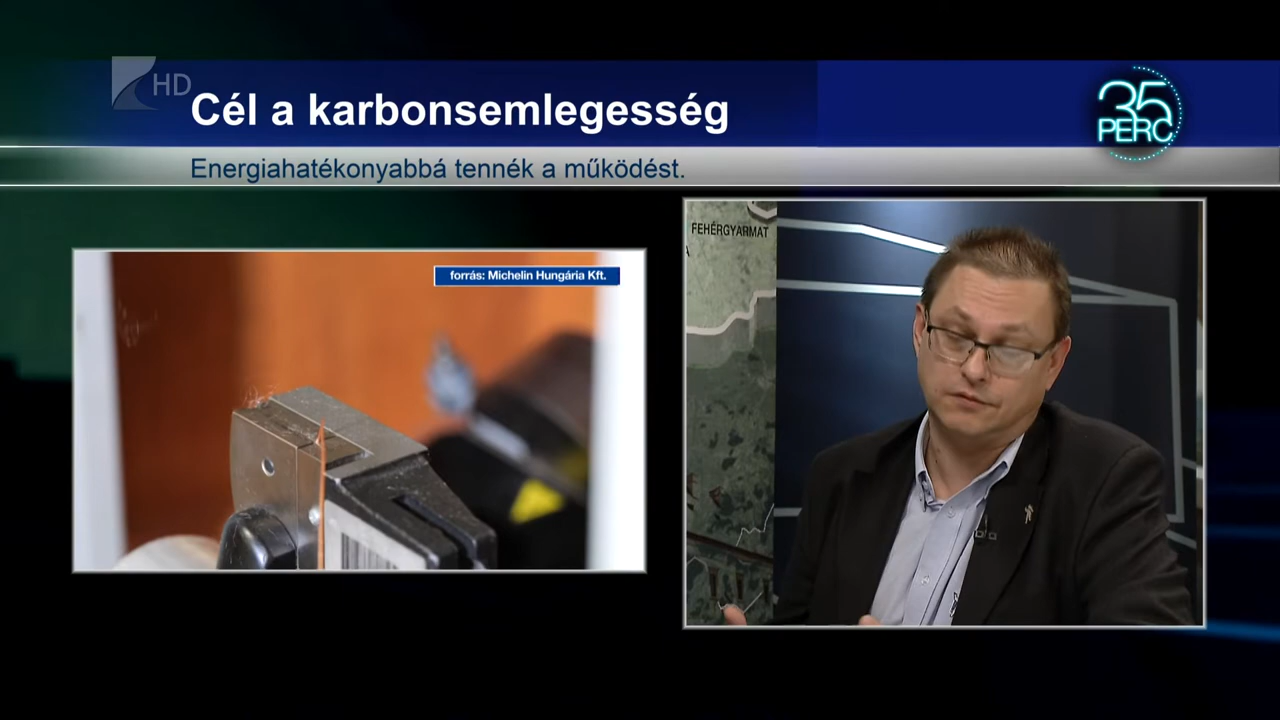 HD
Cél a karbonsemlegesség
35
PERC
Energiahatékonyabbá tennék a működést.
forrás: Michelin Hungária Kft.
FEHÉRGYARMAT